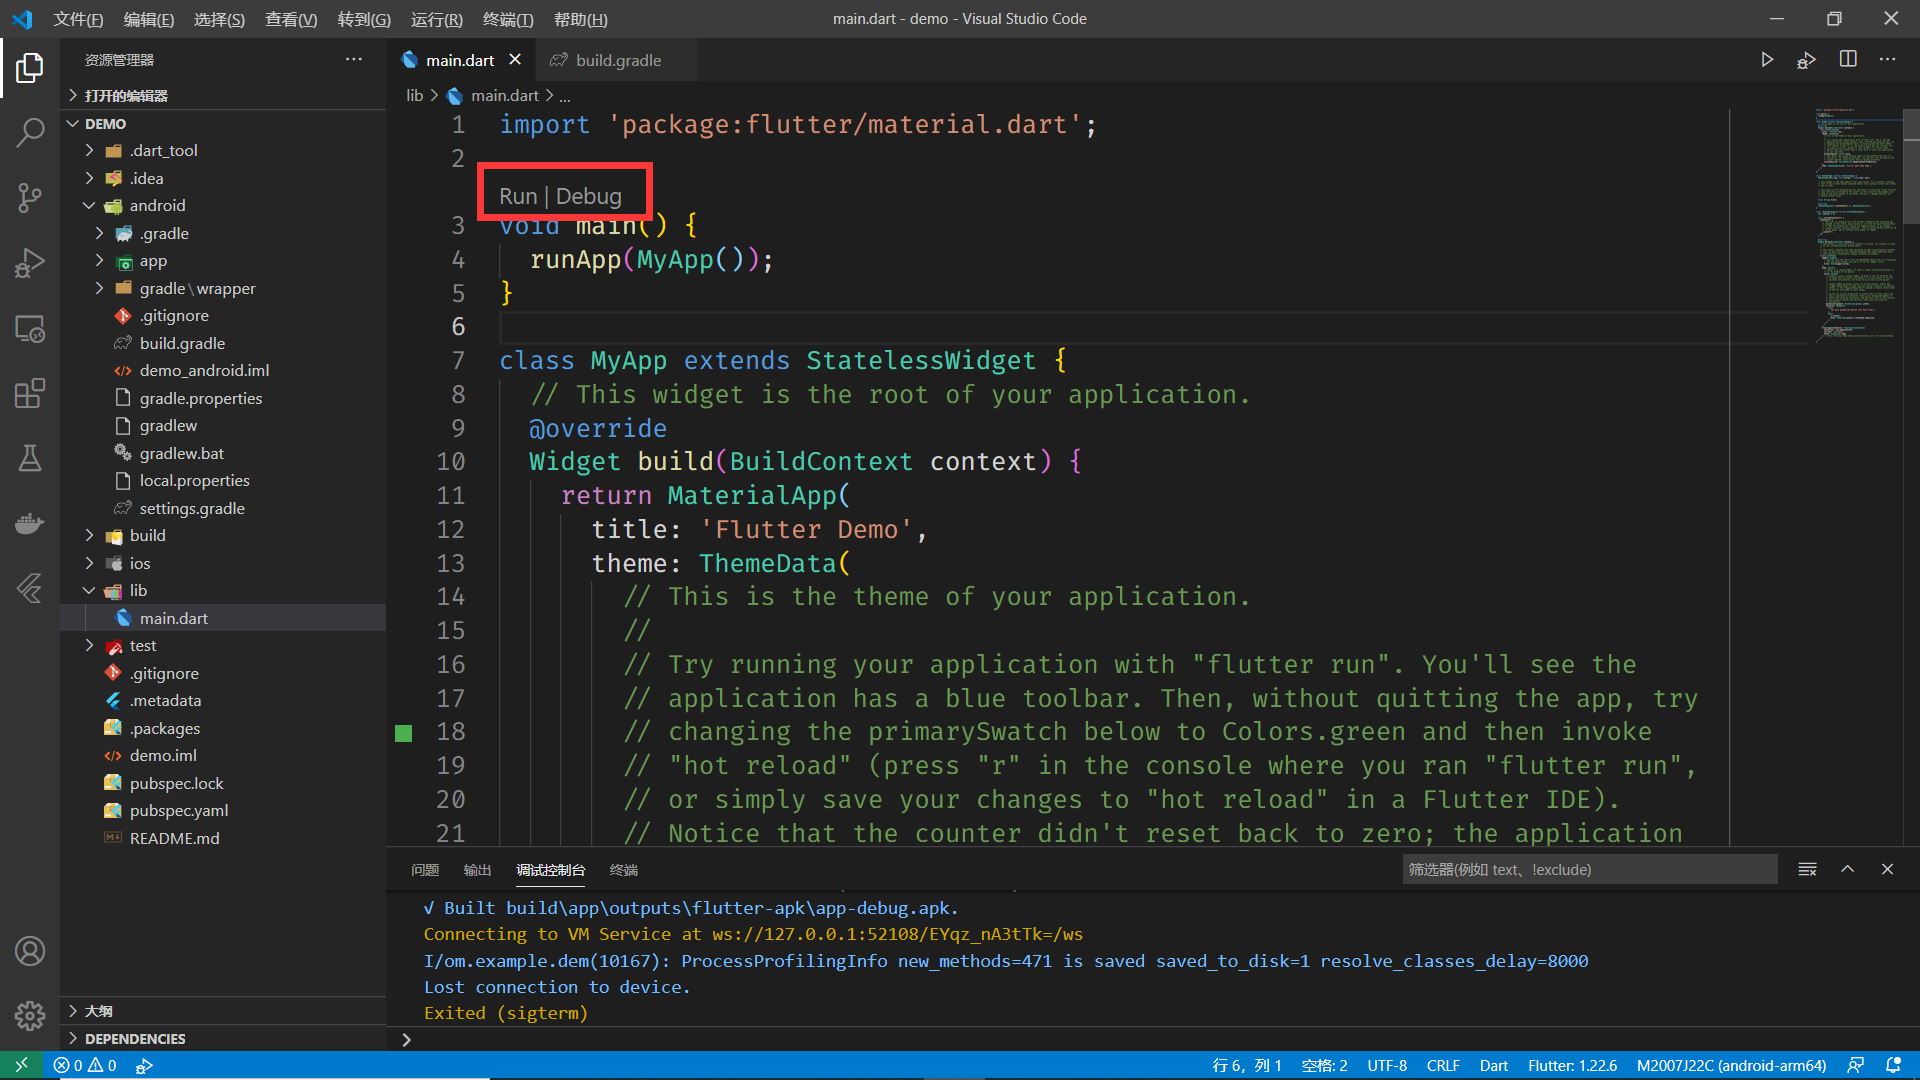 文件(F) 编辑(E) 选择(S) 查看(V) 转到(G) 运行(R) 终端(T) 帮助(H)
main.dart - demo - Visual Studio Code
资源管理器
打开的编辑器
DEMO
.dart_tool
.idea
android
.gradle
app
gradle\wrapper
.gitignore
build.gradle
demo_android.iml
gradle.properties
gradlew
gradlew.bat
local.properties
settings.gradle
build
ios
lib
main.dart
test
.gitignore
.metadata
.packages
demo.iml
pubspec.lock
pubspec.yaml
README.md
大纲
DEPENDENCIES
main.dart
build.gradle
lib > main.dart > ...
1 import 'package:flutter/material.dart';
2
Run | Debug
3 void main() {
4 runApp(MyApp());
5 }
6
7 class MyApp extends StatelessWidget {
8 // This widget is the root of your application.
9 @override
10 Widget build(BuildContext context) {
11 return MaterialApp(
12 title: 'Flutter Demo',
13 theme: ThemeData(
14 // This is the theme of your application.
15 //
16 // Try running your application with "flutter run". You'll see the
17 // application has a blue toolbar. Then, without quitting the app, try
18 // changing the primarySwatch below to Colors.green and then invoke
19 // "hot reload" (press "r" in the console where you ran "flutter run",
20 // or simply save your changes to "hot reload" in a Flutter IDE).
21 // Notice that the counter didn't reset back to zero; the application
问题 输出 调试控制台 终端
筛选器(例如 text、!exclude)
√ Built build\app\outputs\flutter-apk\app-debug.apk.
Connecting to VM Service at ws://127.0.0.1:52108/EYqz_nA3tTk=/ws
I/om.example.dem(10167): ProcessProfilingInfo new_methods=471 is saved saved_to_disk=1 resolve_classes_delay=8000
Lost connection to device.
Exited (sigterm)
0 0
行 6，列 1 空格: 2 UTF-8 CRLF Dart Flutter: 1.22.6 M2007J22C (android-arm64)